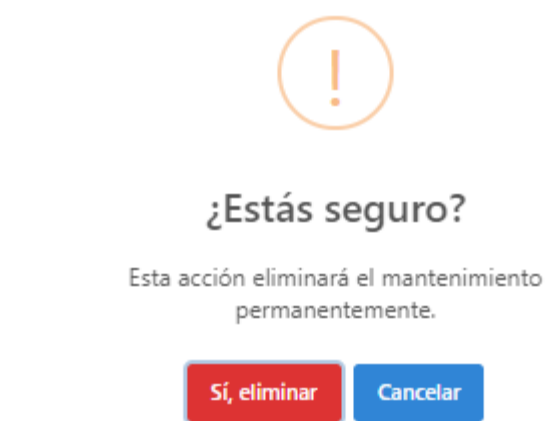 ¿Estás seguro?
Esta acción eliminará el mantenimiento
permanentemente.
Sí, eliminar
Cancelar